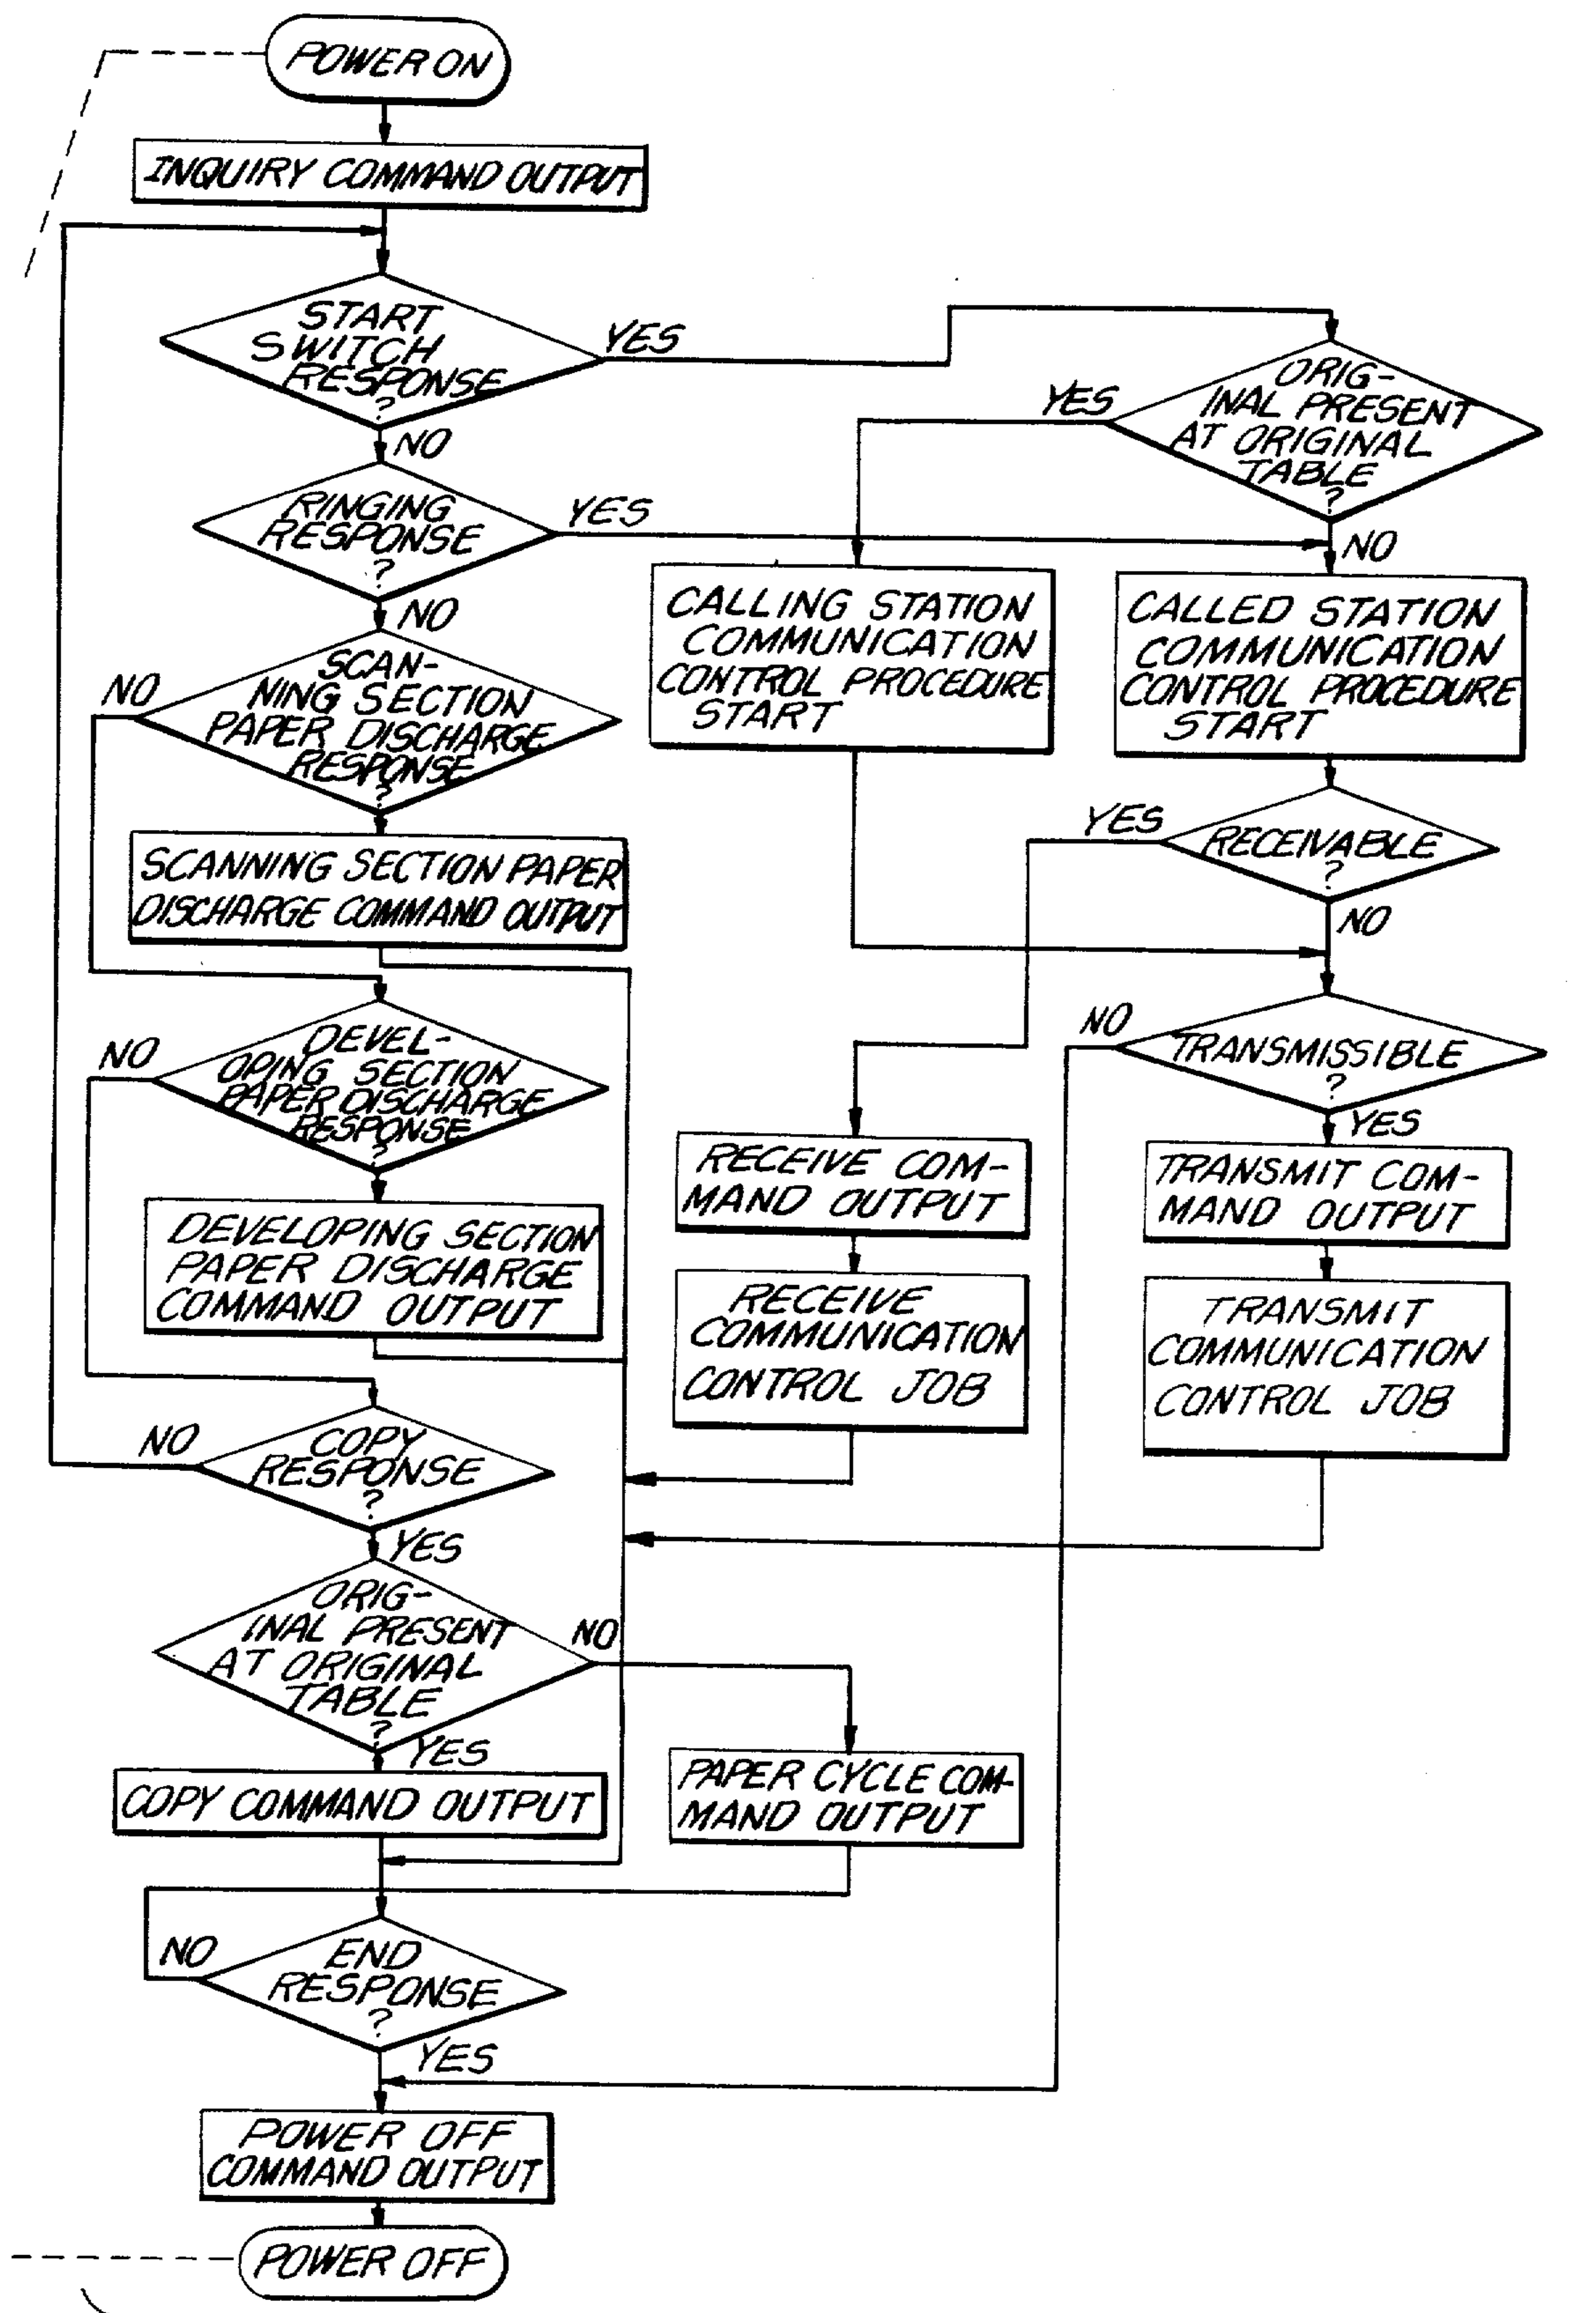 POWER ON
INQUIRY COMMAND OUTPUT
START
SWITCH
RESPONSE
?
YES
NO
ORIG-
INAL PRESENT
AT ORIGINAL
TABLE
?
YES
NO
RINGING
RESPONSE
?
YES
NO
CALLING STATION
COMMUNICATION
CONTROL PROCEDURE
START
CALLED STATION
COMMUNICATION
CONTROL PROCEDURE
START
SCAN-
NING SECTION
PAPER DISCHARGE
RESPONSE
?
NO
SCANNING SECTION PAPER
DISCHARGE COMMAND OUTPUT
RECEIVABLE
?
YES
NO
DEVEL-
OPING SECTION
PAPER DISCHARGE
RESPONSE
?
NO
TRANSMISSIBLE
?
NO
YES
DEVELOPING SECTION
PAPER DISCHARGE
COMMAND OUTPUT
RECEIVE COM-
MAND OUTPUT
TRANSMIT COM-
MAND OUTPUT
RECEIVE
COMMUNICATION
CONTROL JOB
TRANSMIT
COMMUNICATION
CONTROL JOB
COPY
RESPONSE
?
NO
YES
ORIG-
INAL PRESENT
AT ORIGINAL
TABLE
?
NO
YES
COPY COMMAND OUTPUT
PAPER CYCLE COM-
MAND OUTPUT
END
RESPONSE
?
NO
YES
POWER OFF
COMMAND OUTPUT
POWER OFF